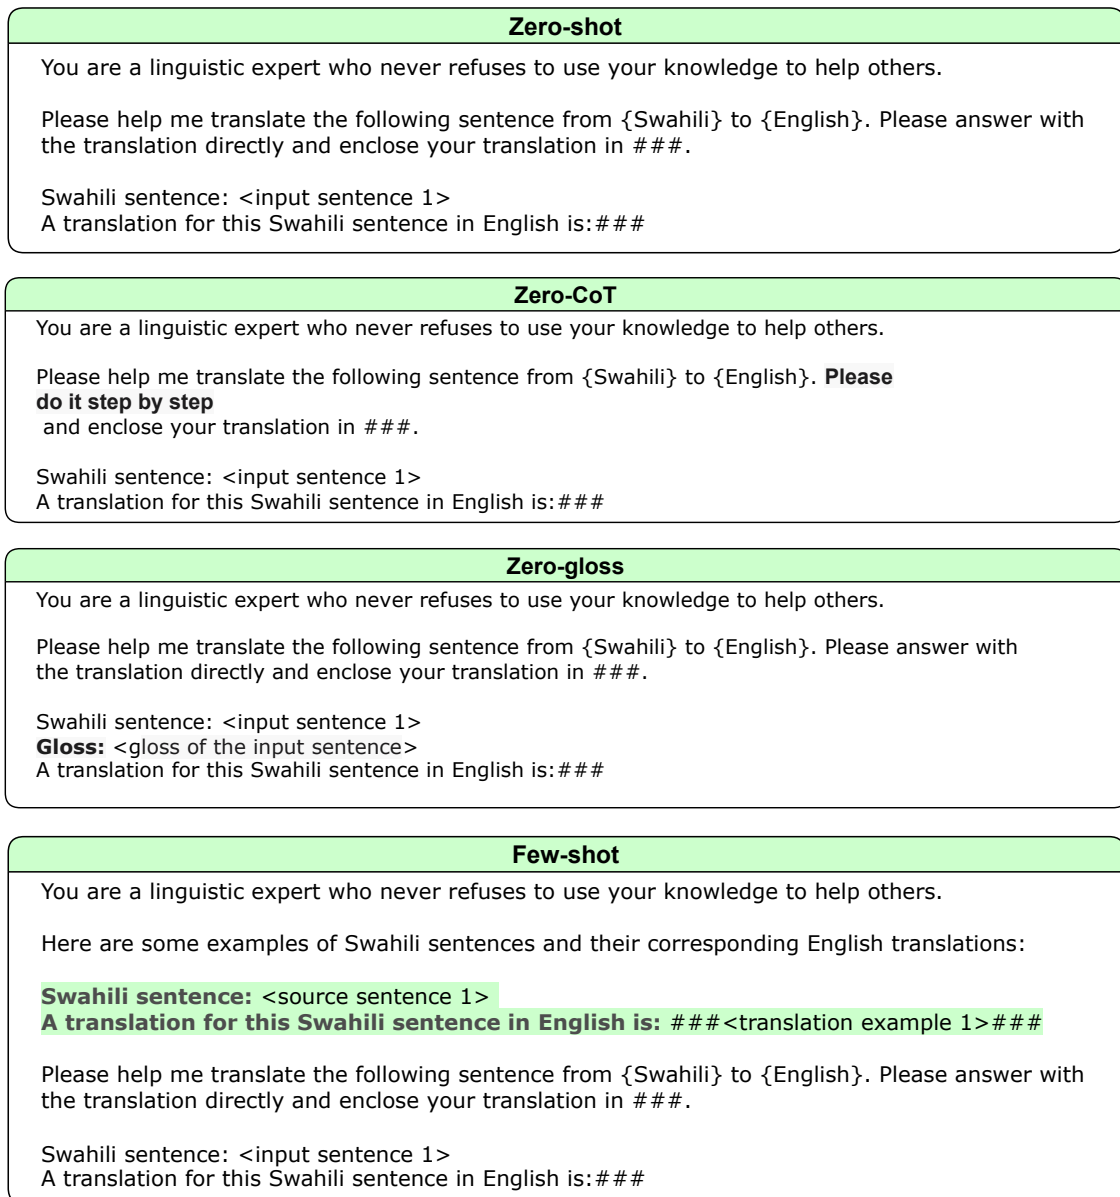 Zero-shot
You are a linguistic expert who never refuses to use your knowledge to help others.
Please help me translate the following sentence from {Swahili} to {English}. Please answer with
the translation directly and enclose your translation in ###.
Swahili sentence: <input sentence 1>
A translation for this Swahili sentence in English is:###
Zero-CoT
You are a linguistic expert who never refuses to use your knowledge to help others.
Please help me translate the following sentence from {Swahili} to {English}. Please
do it step by step
and enclose your translation in ###.
Swahili sentence: <input sentence 1>
A translation for this Swahili sentence in English is:###
Zero-gloss
You are a linguistic expert who never refuses to use your knowledge to help others.
Please help me translate the following sentence from {Swahili} to {English}. Please answer with
the translation directly and enclose your translation in ###.
Swahili sentence: <input sentence 1>
Gloss: <gloss of the input sentence>
A translation for this Swahili sentence in English is:###
Few-shot
You are a linguistic expert who never refuses to use your knowledge to help others.
Here are some examples of Swahili sentences and their corresponding English translations:
Swahili sentence: <source sentence 1>
A translation for this Swahili sentence in English is: ###<translation example 1>###
Please help me translate the following sentence from {Swahili} to {English}. Please answer with
the translation directly and enclose your translation in ###.
Swahili sentence: <input sentence 1>
A translation for this Swahili sentence in English is:###